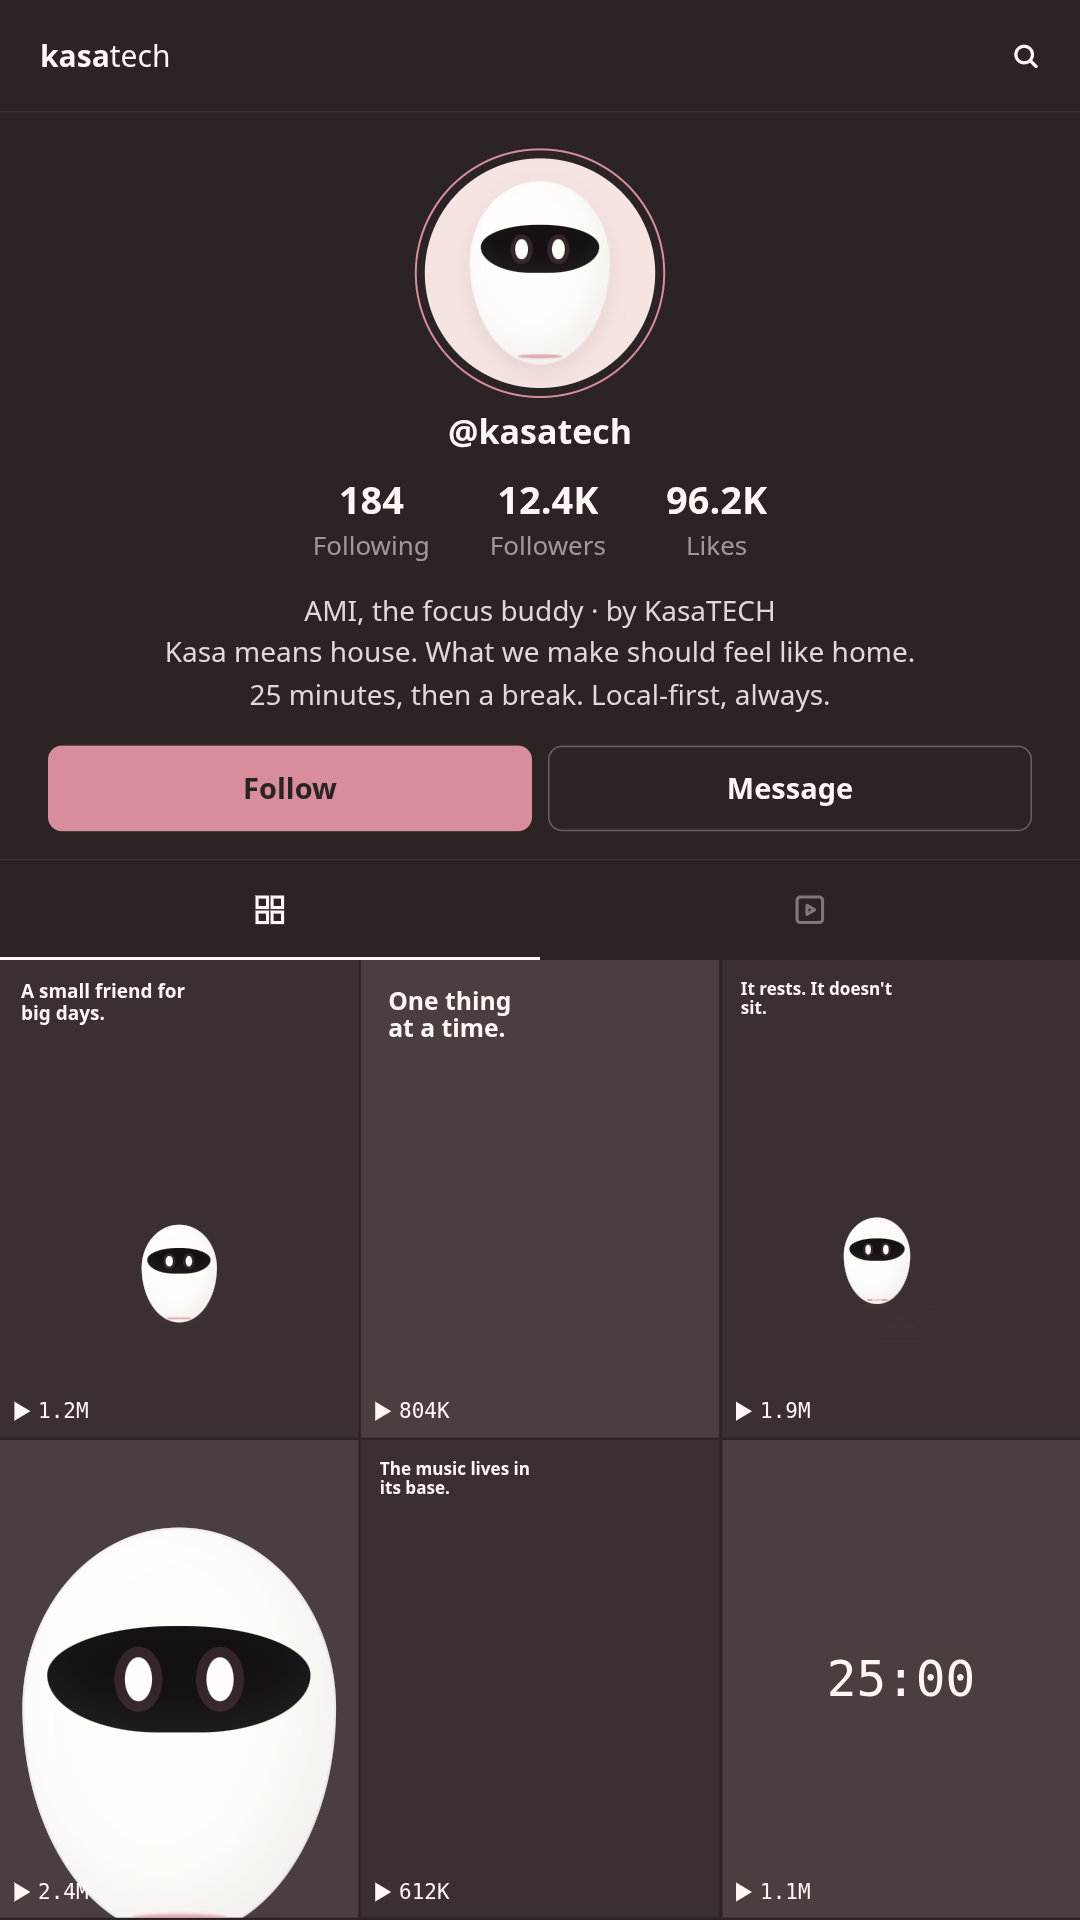 kasatech
@kasatech
184 12.4K 96.2K
Following Followers Likes
AMI, the focus buddy · by KasaTECH
Kasa means house. What we make should feel like home.
25 minutes, then a break. Local-first, always.
Follow Message
A small friend for
big days.
One thing
at a time.
It rests. It doesn't
sit.
1.2M
804K
1.9M
The music lives in
its base.
25:00
2.4M
612K
1.1M